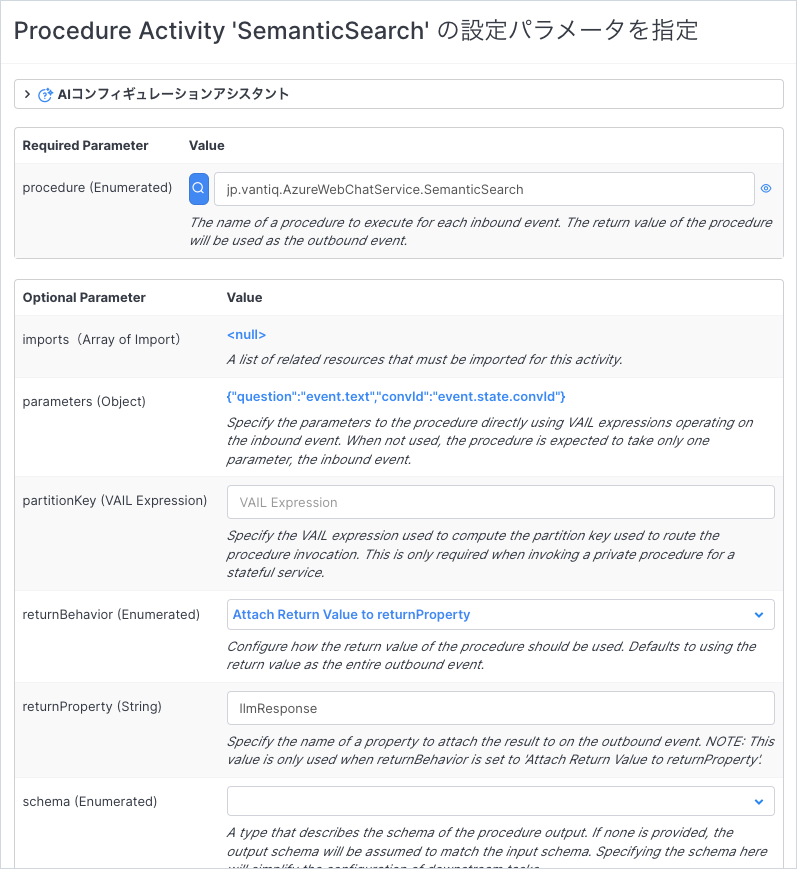 Procedure Activity 'SemanticSearch' の設定パラメータを指定
AIコンフィギュレーションアシスタント
Required Parameter Value
procedure (Enumerated) jp.vantiq.AzureWebChatService.SemanticSearch
The name of a procedure to execute for each inbound event. The return value of the procedure
will be used as the outbound event.
Optional Parameter Value
imports（Array of Import） <null>
A list of related resources that must be imported for this activity.
parameters (Object) {"question":"event.text","convId":"event.state.convId"}
Specify the parameters to the procedure directly using VAIL expressions operating on
the inbound event. When not used, the procedure is expected to take only one
parameter, the inbound event.
partitionKey (VAIL Expression) VAIL Expression
Specify the VAIL expression used to compute the partition key used to route the
procedure invocation. This is only required when invoking a private procedure for a
stateful service.
returnBehavior (Enumerated) Attach Return Value to returnProperty
Configure how the return value of the procedure should be used. Defaults to using the
return value as the entire outbound event.
returnProperty (String) llmResponse
Specify the name of a property to attach the result to on the outbound event. NOTE: This
value is only used when returnBehavior is set to 'Attach Return Value to returnProperty'.
schema (Enumerated)
A type that describes the schema of the procedure output. If none is provided, the
output schema will be assumed to match the input schema. Specifying the schema here
will simplify the configuration of downstream tasks.